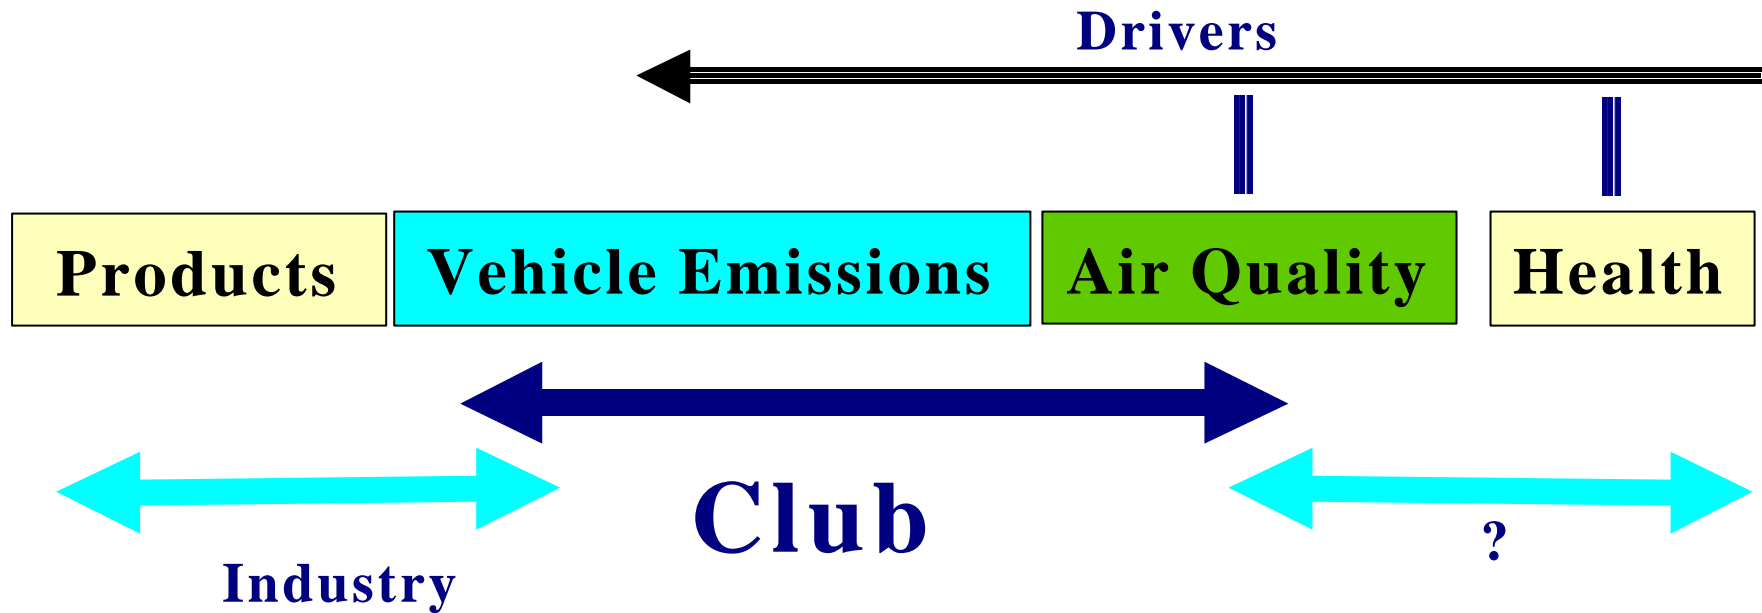 Drivers
Products
Vehicle Emissions
Air Quality
Health
Club
?
Industry